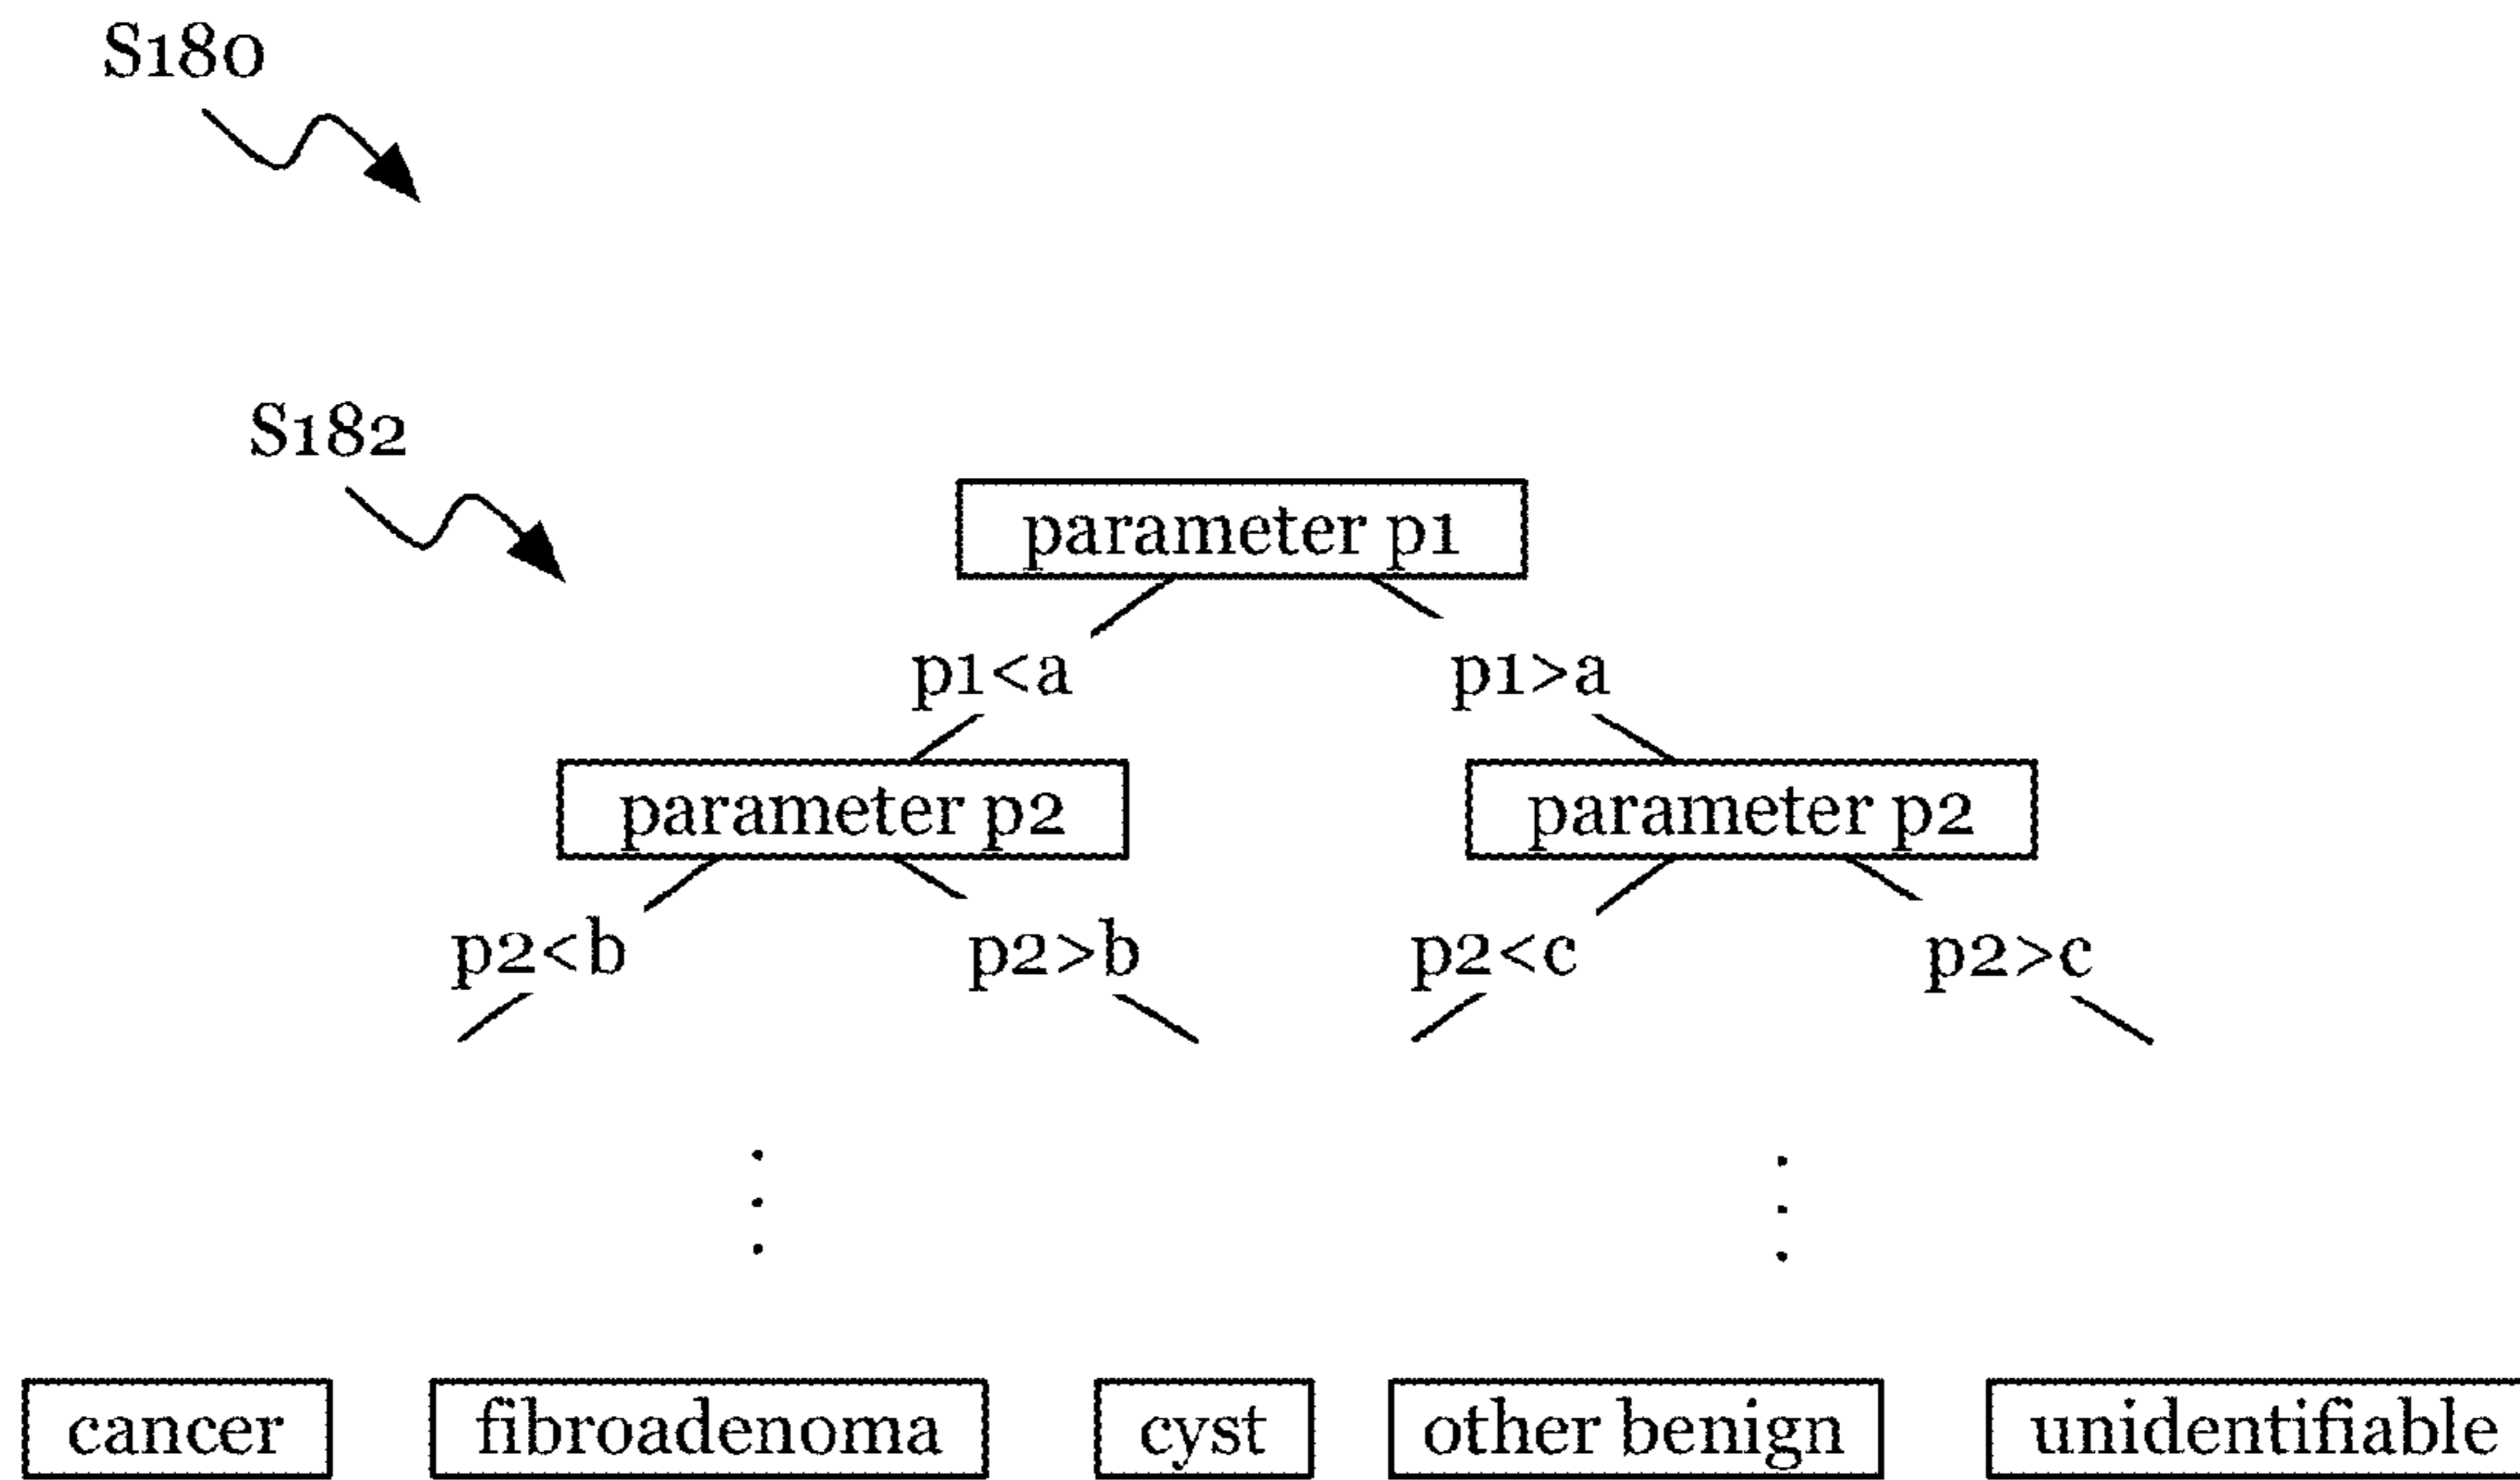 S180
S182
parameter p1
p1<a p1>a
parameter p2 parameter p2
p2<b p2>b p2<c p2>c
cancer fibroadenoma cyst other benign unidentifiable